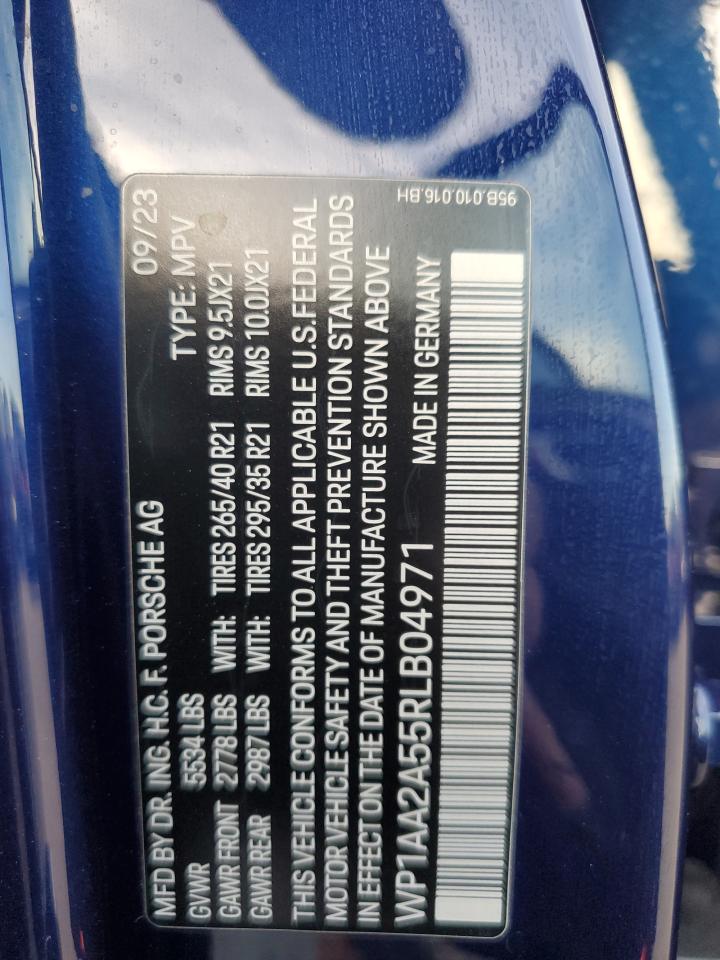 MFD BY DR. ING. H.C. F. PORSCHE AG 09/23
GVWR 5534 LBS TYPE: MPV
GAWR FRONT 2778 LBS WITH: TIRES 265/40 R21 RIMS 9.5JX21
GAWR REAR 2987 LBS WITH: TIRES 295/35 R21 RIMS 10.0JX21
THIS VEHICLE CONFORMS TO ALL APPLICABLE U.S. FEDERAL
MOTOR VEHICLE SAFETY AND THEFT PREVENTION STANDARDS
IN EFFECT ON THE DATE OF MANUFACTURE SHOWN ABOVE
WP1AA2A55RLB04971 MADE IN GERMANY
95B.010.016.BH